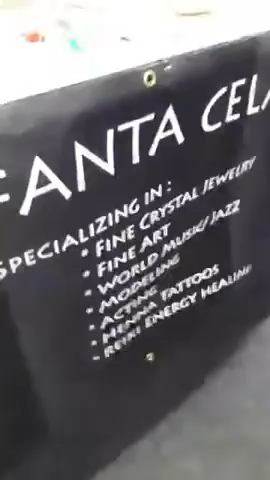 FANTA CELA
SPECIALIZING IN:
• FINE CRYSTAL JEWELRY
• FINE ART
• WORLD MUSIC/JAZZ
• MODELING
• ACTING
• HENNA TATTOOS
• REIKI ENERGY HEALING